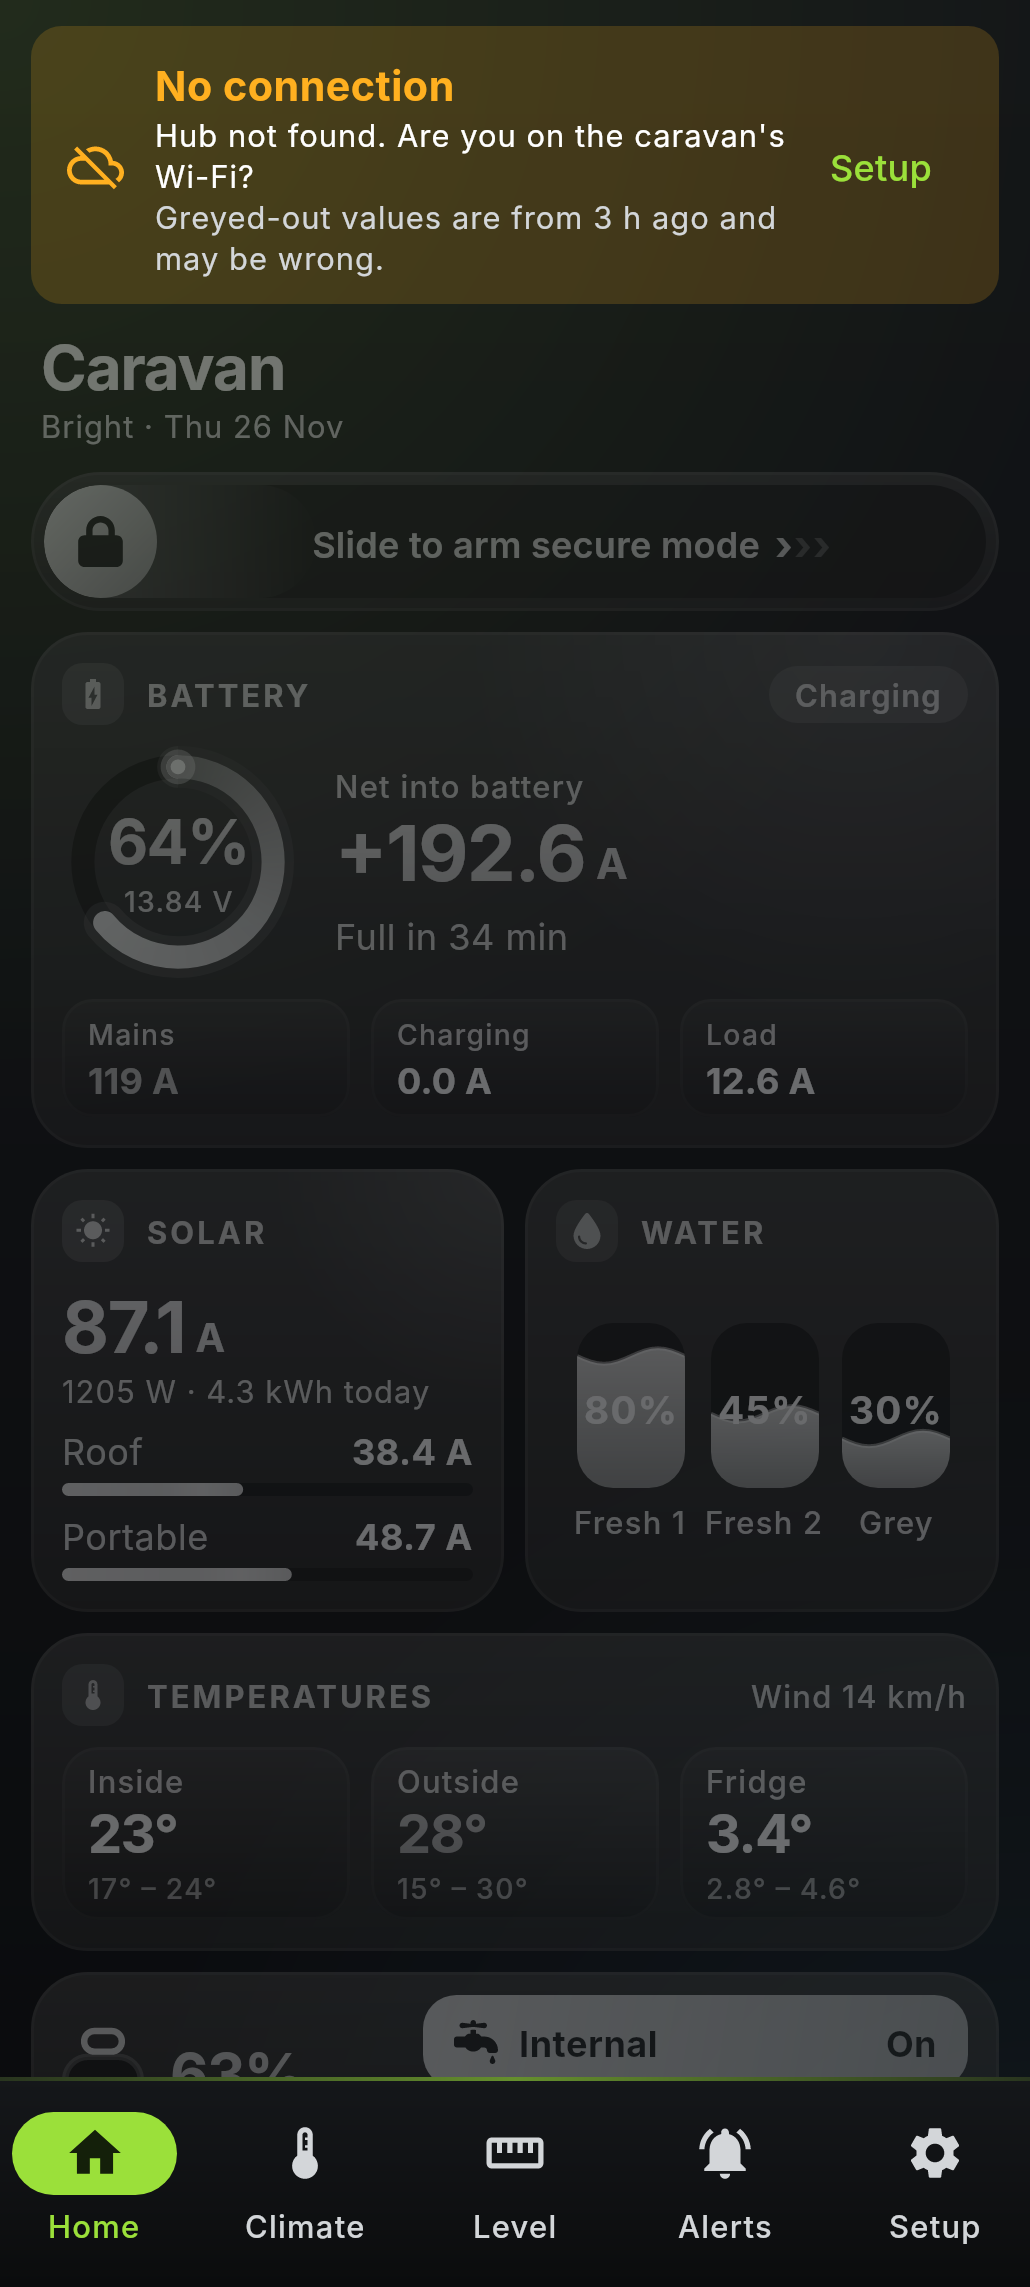 No connection
Hub not found. Are you on the caravan's
Wi-Fi?
Greyed-out values are from 3 h ago and
may be wrong.
Setup
Caravan
Bright · Thu 26 Nov
Slide to arm secure mode ›››
BATTERY
Charging
64%
13.84 V
Net into battery
+192.6 A
Full in 34 min
Mains
119 A
Charging
0.0 A
Load
12.6 A
SOLAR
87.1 A
1205 W · 4.3 kWh today
Roof 38.4 A
Portable 48.7 A
WATER
80% 45% 30%
Fresh 1 Fresh 2 Grey
TEMPERATURES
Wind 14 km/h
Inside
23°
17° – 24°
Outside
28°
15° – 30°
Fridge
3.4°
2.8° – 4.6°
63%
Internal On
Home Climate Level Alerts Setup